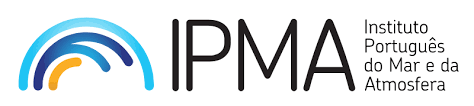 IPMA
Instituto
Português
do Mar e da
Atmosfera